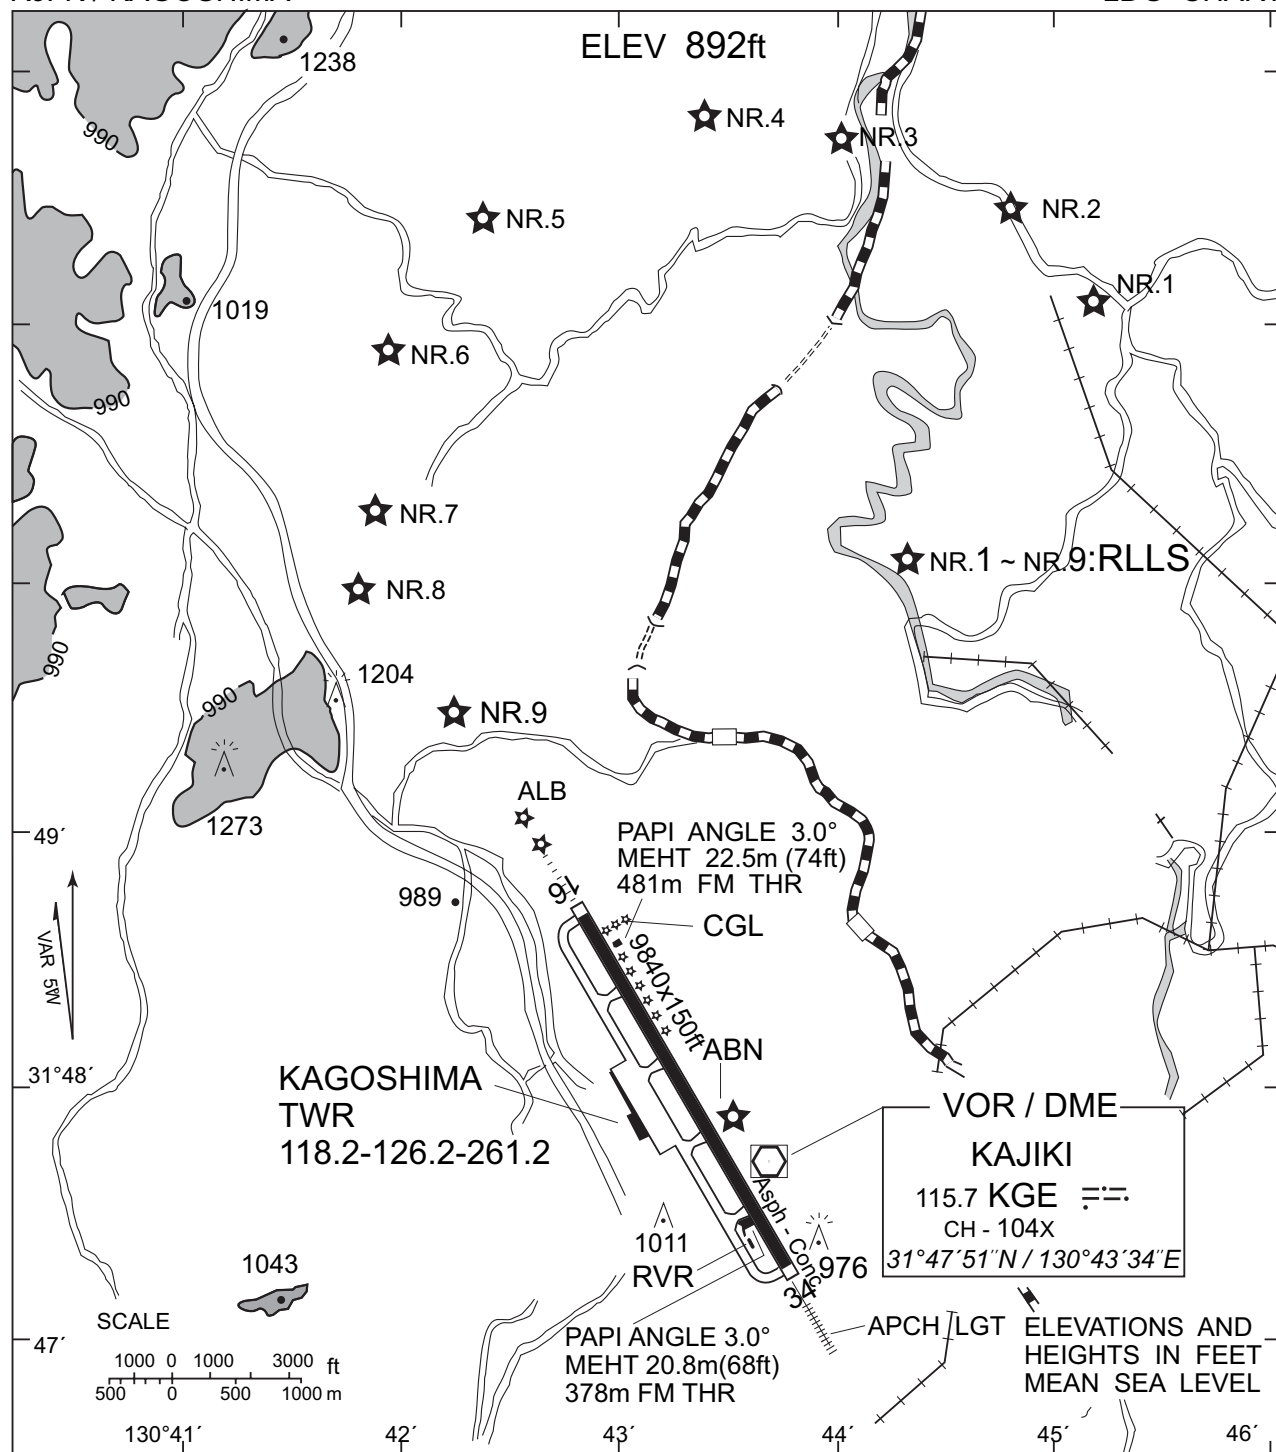 ELEV 892ft
1238
990
NR.4
NR.3
NR.5
NR.2
NR.1
1019
NR.6
990
NR.7
NR.1 ~ NR.9:RLLS
NR.8
990
1204
990
NR.9
ALB
1273
49´
PAPI ANGLE 3.0°
MEHT 22.5m (74ft)
481m FM THR
16
989
CGL
VAR 5°W
9840x150ft
ABN
31°48´
KAGOSHIMA
TWR
118.2-126.2-261.2
VOR / DME
KAJIKI
115.7 KGE
CH - 104X
31°47´51´´N / 130°43´34´´E
Asph - Conc
1011
RVR
976
34
1043
SCALE
APCH LGT
ELEVATIONS AND
HEIGHTS IN FEET
MEAN SEA LEVEL
47´
PAPI ANGLE 3.0°
MEHT 20.8m(68ft)
378m FM THR
1000 0 1000 3000 ft
500 0 500 1000 m
130°41´ 42´ 43´ 44´ 45´ 46´